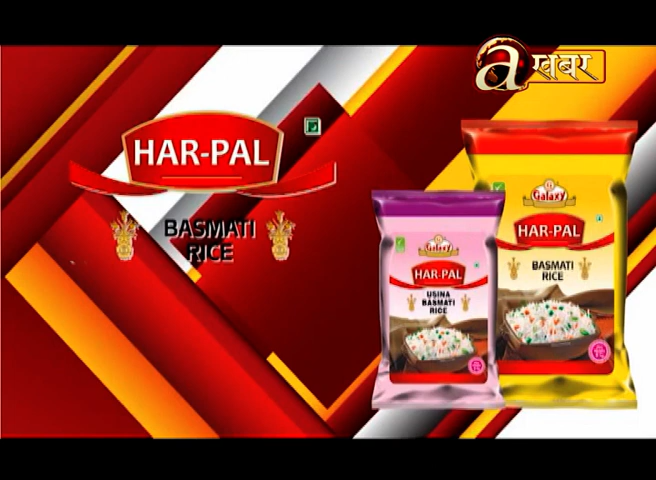 a खबर
HAR-PAL
BASMATI
RICE
Galaxy
HAR-PAL
USINA
BASMATI
RICE
Galaxy
HAR-PAL
BASMATI
RICE